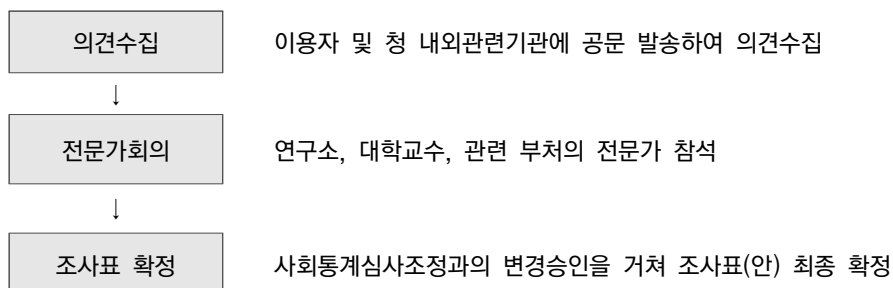 의견수집 이용자 및 청 내외관련기관에 공문 발송하여 의견수집
↓
전문가회의 연구소, 대학교수, 관련 부처의 전문가 참석
↓
조사표 확정 사회통계심사조정과의 변경승인을 거쳐 조사표(안) 최종 확정